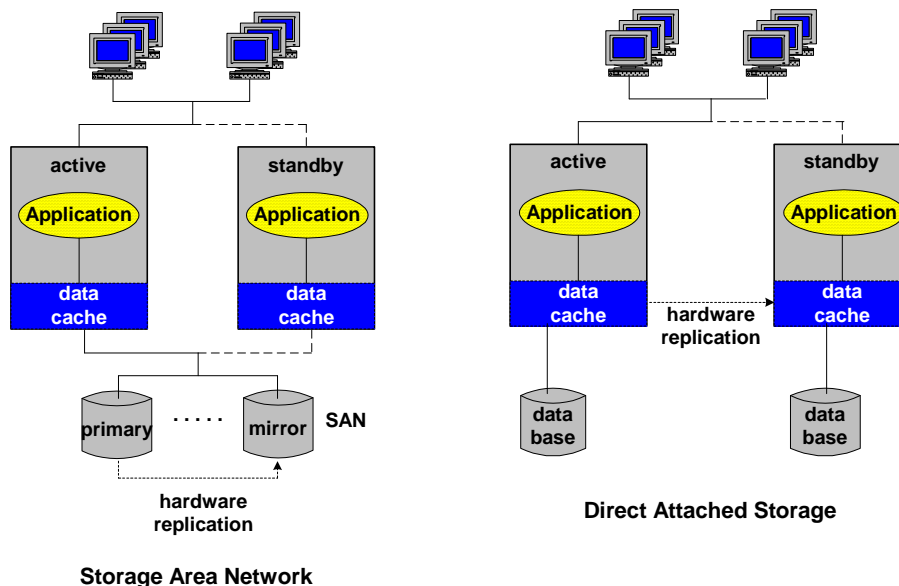 active
standby
Application
Application
data
cache
data
cache
primary
mirror
SAN
hardware
replication
Storage Area Network
active
standby
Application
Application
data
cache
data
cache
hardware
replication
data
base
data
base
Direct Attached Storage